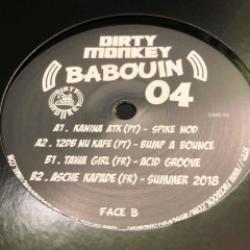 DIRTY
MONKEY
BABOUIN
04
A1. KANINA ATK (PT) - SPIKE NOD
A2. 12DB NU KAFE (PT) - BUMP A BOUNCE
B1. TAWA GIRL (FR) - ACID GROOVE
B2. ASCHE KAPADE (FR) - SUMMER 2018
FACE B